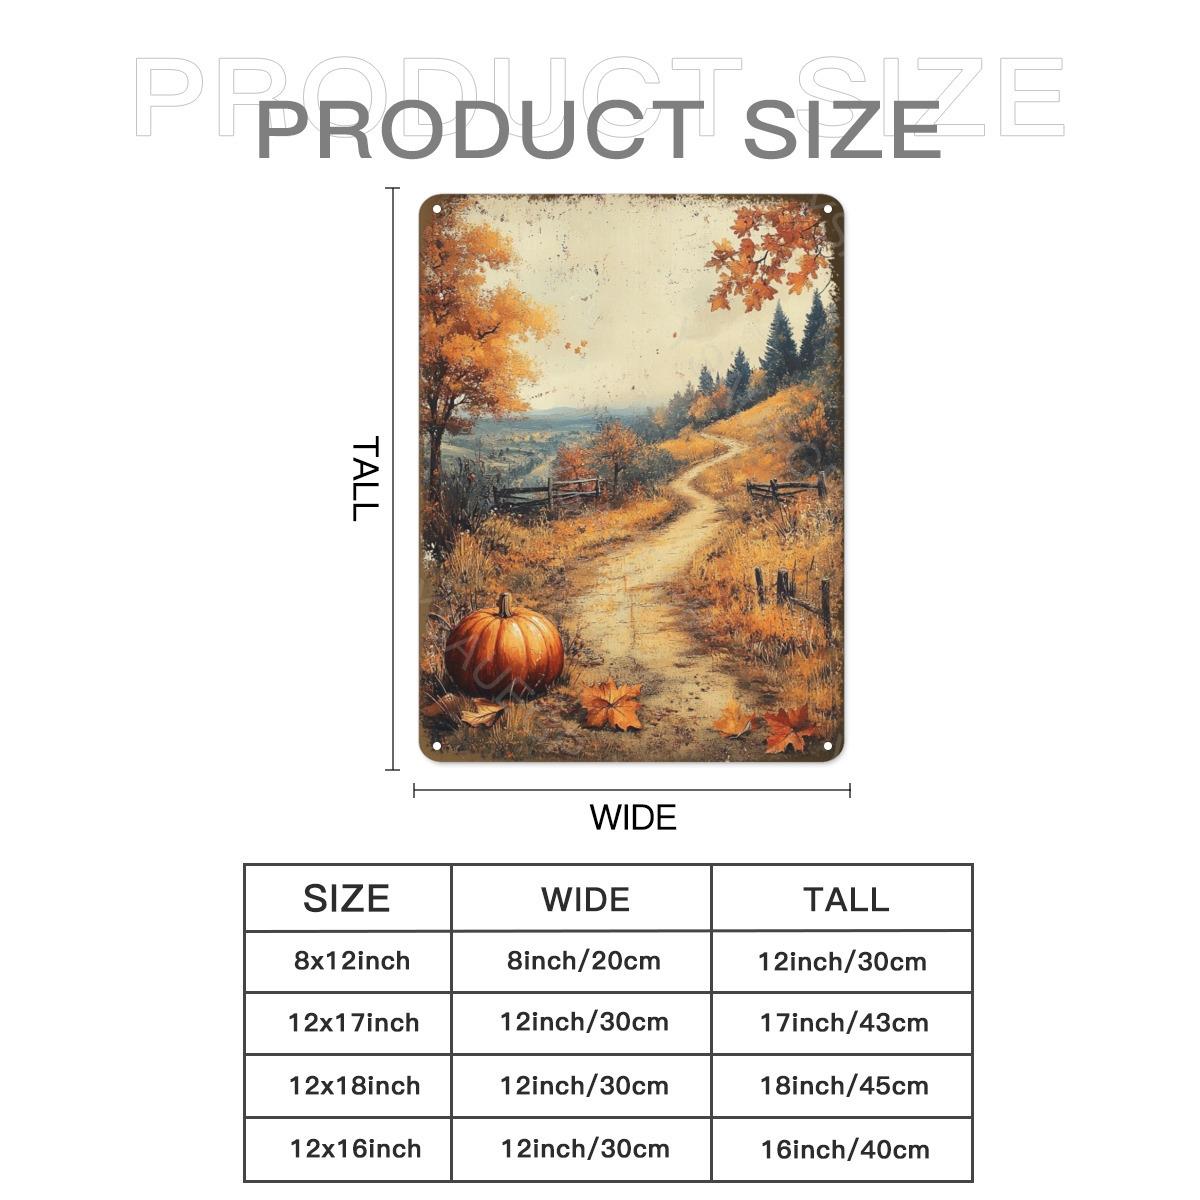 PRODUCT SIZE
PRODUCT SIZE
TALL
WIDE
SIZE WIDE TALL
8x12inch 8inch/20cm 12inch/30cm
12x17inch 12inch/30cm 17inch/43cm
12x18inch 12inch/30cm 18inch/45cm
12x16inch 12inch/30cm 16inch/40cm